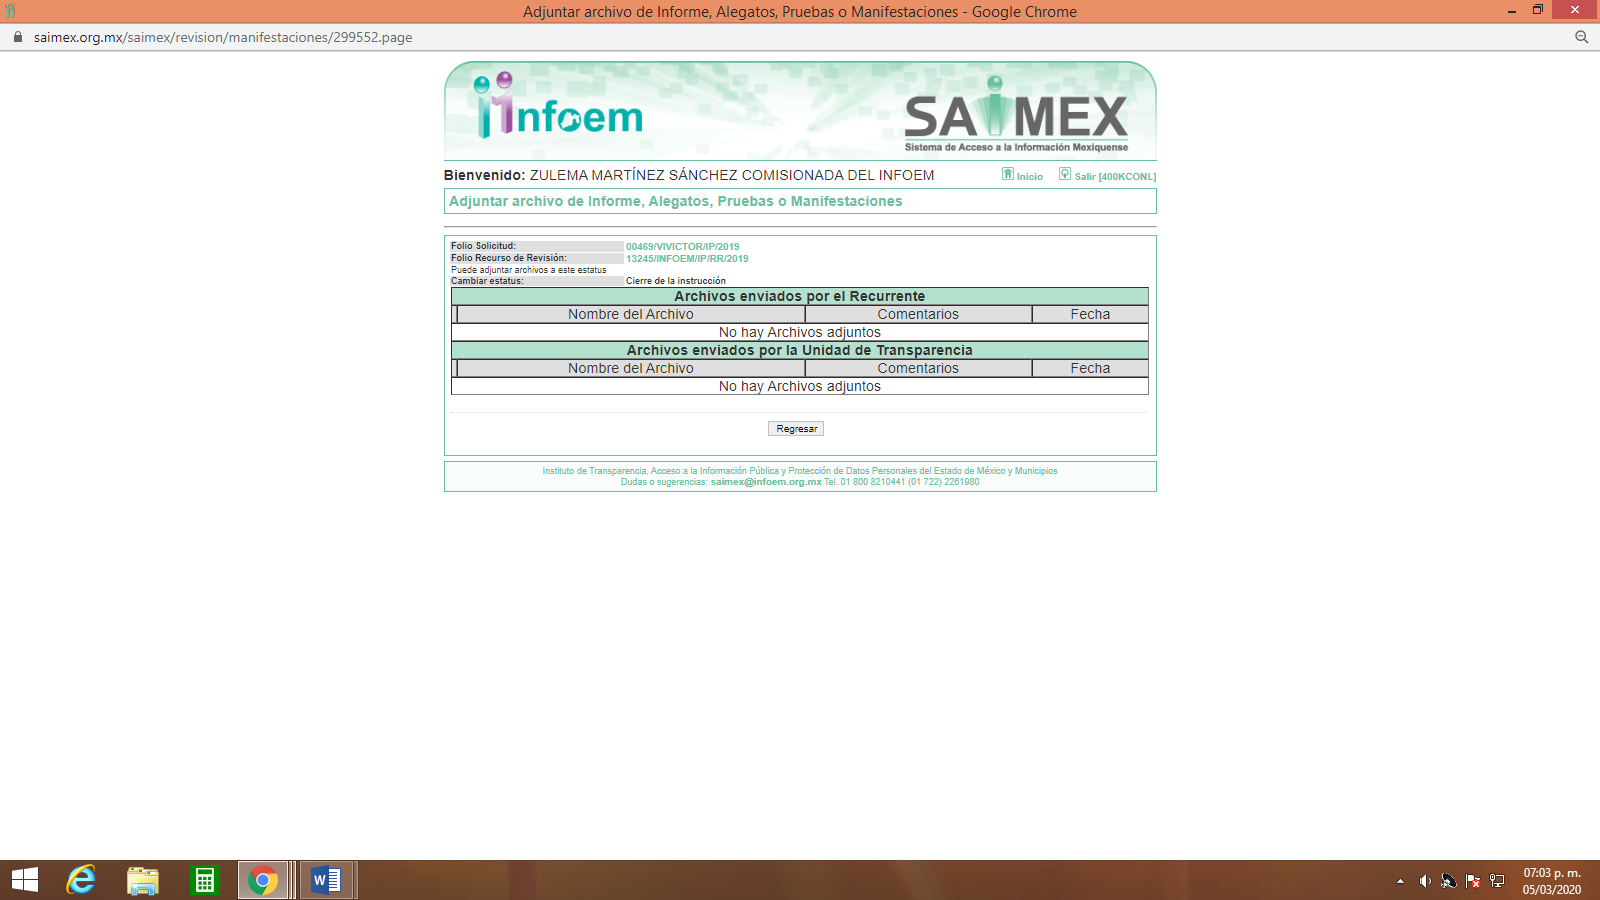 Adjuntar archivo de Informe, Alegatos, Pruebas o Manifestaciones - Google Chrome
saimex.org.mx/saimex/revision/manifestaciones/299552.page
infoem
SAIMEX
Sistema de Acceso a la Información Mexiquense
Bienvenido: ZULEMA MARTÍNEZ SÁNCHEZ COMISIONADA DEL INFOEM Inicio Salir [400KCONL]
Adjuntar archivo de Informe, Alegatos, Pruebas o Manifestaciones
Folio Solicitud: 00469/VIVICTOR/IP/2019
Folio Recurso de Revisión: 13245/INFOEM/IP/RR/2019
Puede adjuntar archivos a este estatus
Cambiar estatus: Cierre de la instrucción
Archivos enviados por el Recurrente
Nombre del Archivo Comentarios Fecha
No hay Archivos adjuntos
Archivos enviados por la Unidad de Transparencia
Nombre del Archivo Comentarios Fecha
No hay Archivos adjuntos
Regresar
Instituto de Transparencia, Acceso a la Información Pública y Protección de Datos Personales del Estado de México y Municipios
Dudas o sugerencias: saimex@infoem.org.mx Tel. 01 800 8210441 (01 722) 2261980
07:03 p. m.
05/03/2020